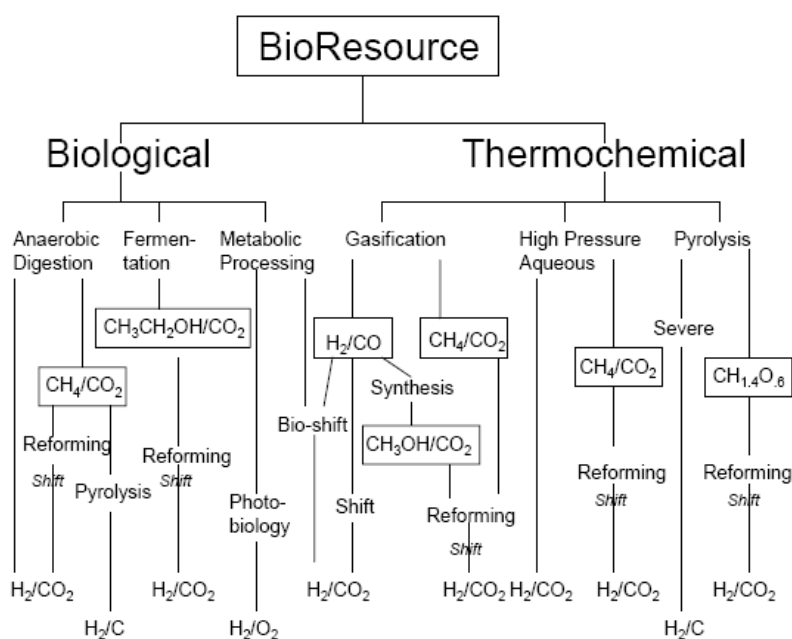 BioResource
Biological
Thermochemical
Anaerobic
Digestion
Fermen-
tation
Metabolic
Processing
Gasification
High Pressure
Aqueous
Pyrolysis
CH₃CH₂OH/CO₂
H₂/CO
CH₄/CO₂
Severe
CH₄/CO₂
CH₄/CO₂
CH₁.₄O.₆
Synthesis
Bio-shift
CH₃OH/CO₂
Reforming
Shift
Pyrolysis
Reforming
Shift
Photo-
biology
Shift
Reforming
Shift
Reforming
Shift
Reforming
Shift
H₂/CO₂
H₂/CO₂
H₂/CO₂
H₂/CO₂
H₂/CO₂
H₂/CO₂
H₂/CO₂
H₂/C
H₂/O₂
H₂/C